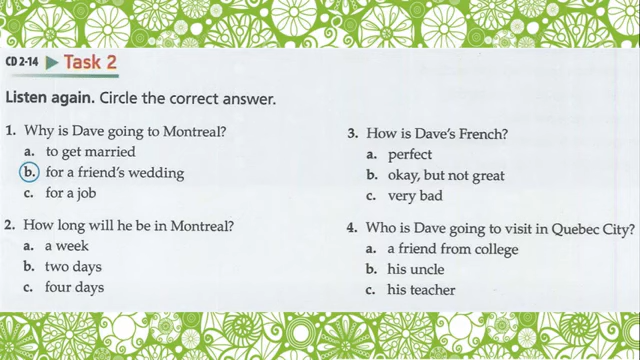 CD 2-14 ▶ Task 2
Listen again. Circle the correct answer.
1. Why is Dave going to Montreal?
a. to get married
b. for a friend's wedding
c. for a job
2. How long will he be in Montreal?
a. a week
b. two days
c. four days
3. How is Dave's French?
a. perfect
b. okay, but not great
c. very bad
4. Who is Dave going to visit in Quebec City?
a. a friend from college
b. his uncle
c. his teacher